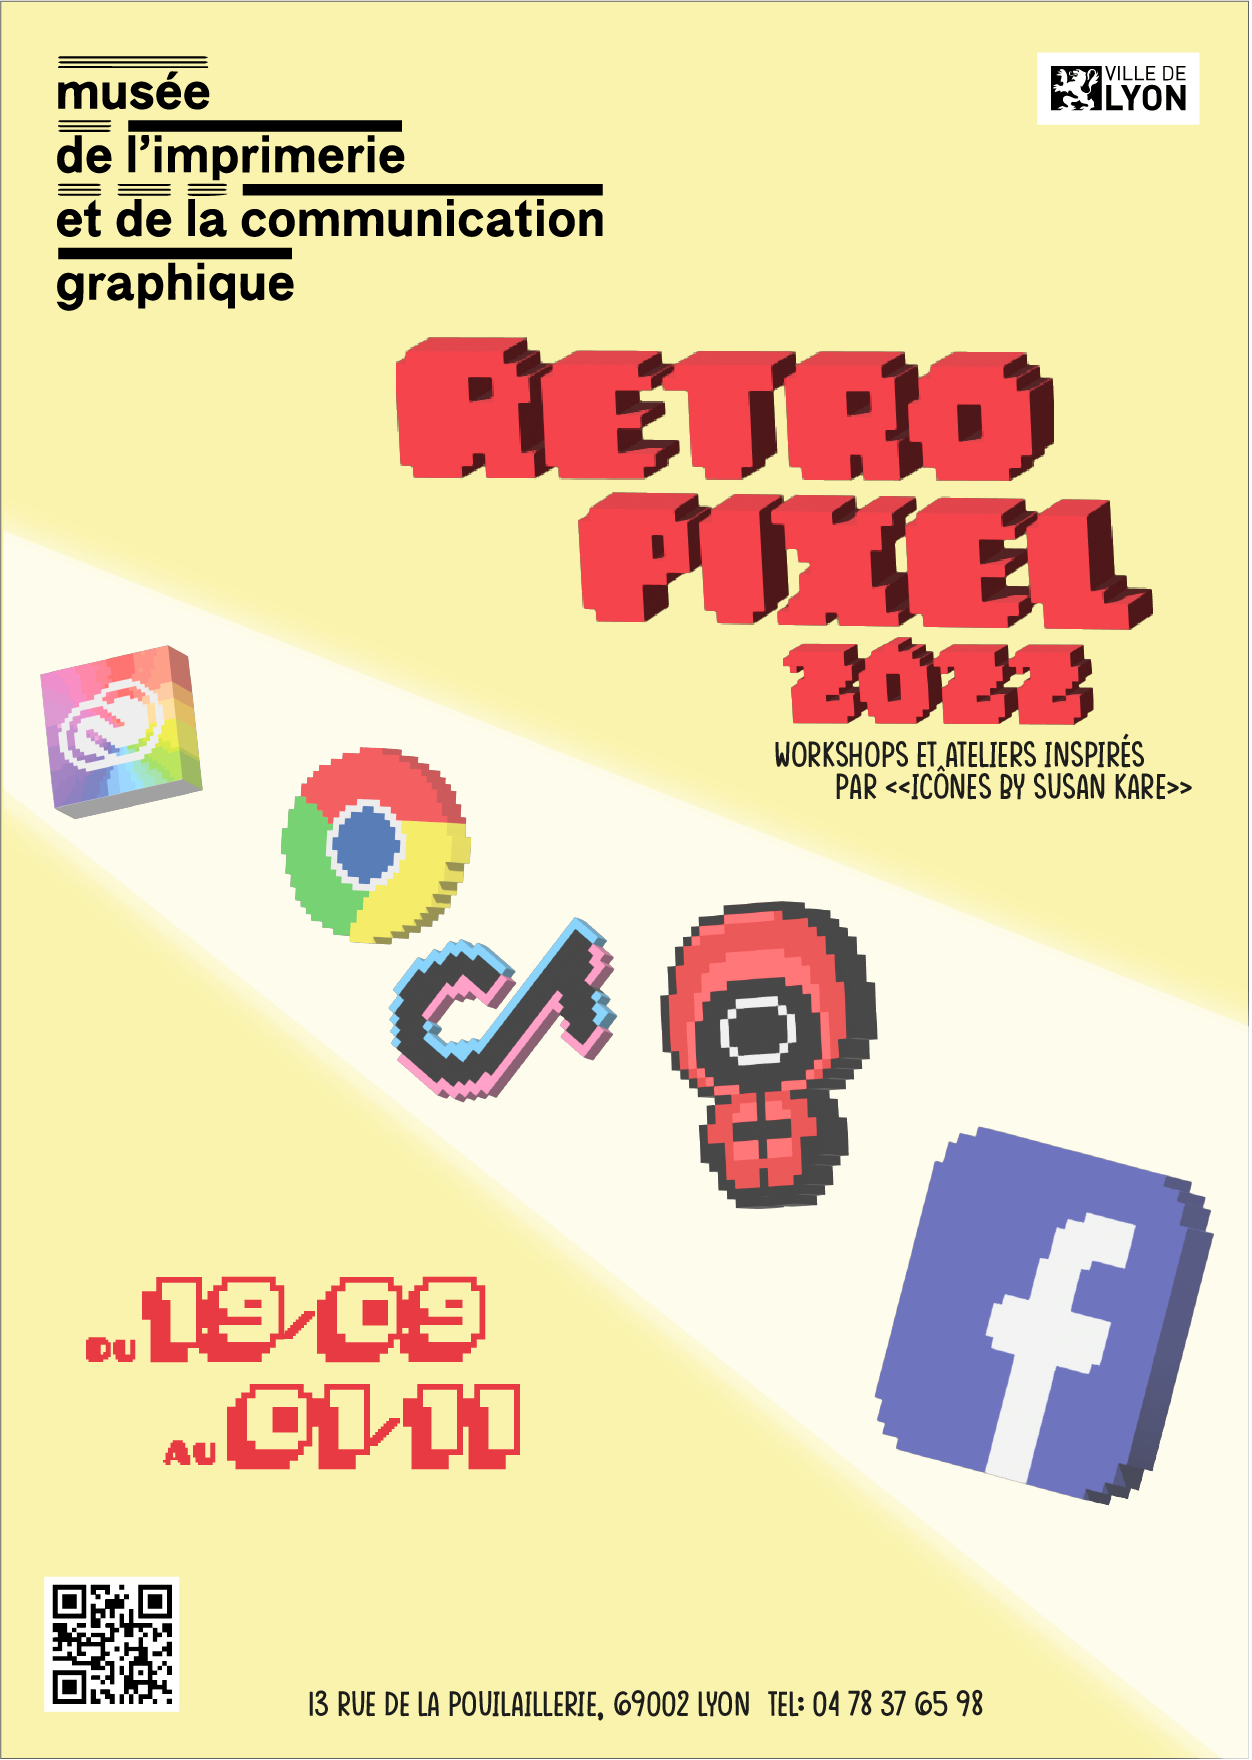 musée
de l’imprimerie
et de la communication
graphique
VILLE DE
LYON
RETRO
PIXEL
2022
WORKSHOPS ET ATELIERS INSPIRÉS
PAR <<ICÔNES BY SUSAN KARE>>
DU 19/09
AU 01/11
13 RUE DE LA POUILAILLERIE, 69002 LYON TEL: 04 78 37 65 98